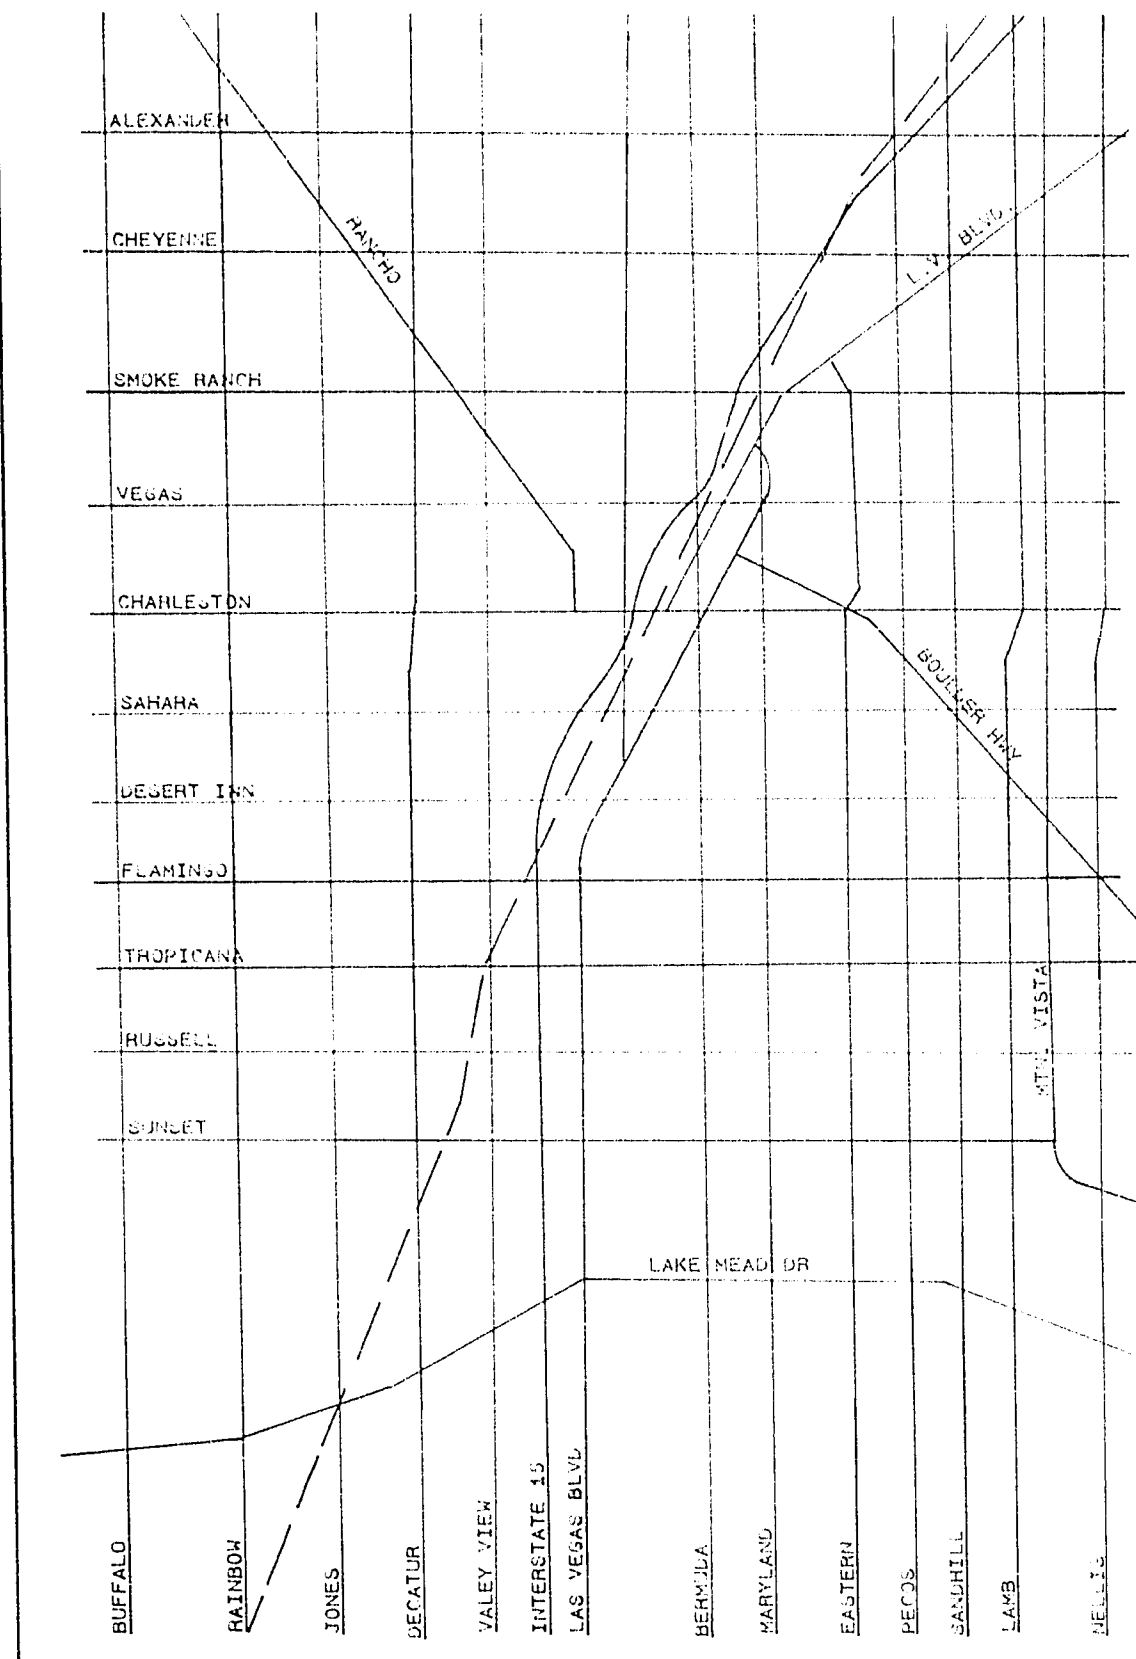 ALEXANDER
RANCHO
CHEYENNE
L.V. BLVD.
SMOKE RANCH
VEGAS
CHARLESTON
BOULDER HWY
SAHARA
DESERT INN
FLAMINGO
TROPICANA
MTN. VISTA
RUSSELL
SUNSET
LAKE MEAD DR
BUFFALO
RAINBOW
JONES
DECATUR
VALEY VIEW
INTERSTATE 15
LAS VEGAS BLVD
BERMUDA
MARYLAND
EASTERN
PECOS
SANDHILL
LAMB
NELLIS